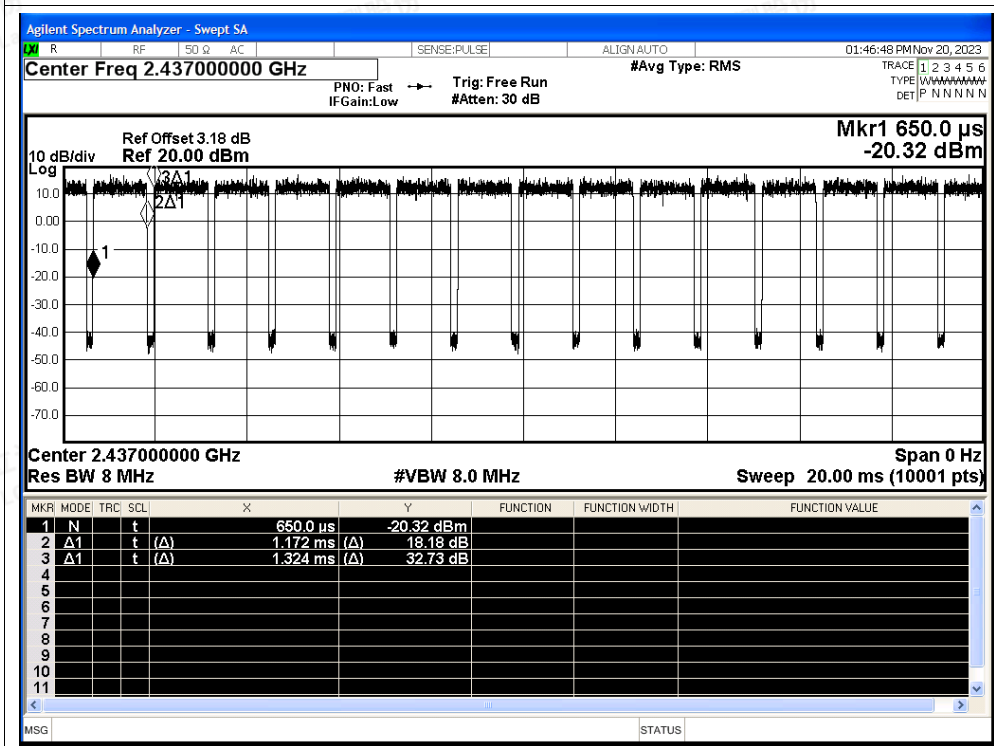 Agilent Spectrum Analyzer - Swept SA
LXI R RF 50 Ω AC SENSE:PULSE ALIGN AUTO 01:46:48 PM Nov 20, 2023
Center Freq 2.437000000 GHz #Avg Type: RMS TRACE 1 2 3 4 5 6
PNO: Fast Trig: Free Run TYPE WWWWWW
IFGain:Low #Atten: 30 dB DET P N N N N N
Mkr1 650.0 µs
Ref Offset 3.18 dB
10 dB/div Ref 20.00 dBm -20.32 dBm
Log
3Δ1
10.0
2Δ1
0.00
-10.0
1
-20.0
-30.0
-40.0
-50.0
-60.0
-70.0
Center 2.437000000 GHz Span 0 Hz
Res BW 8 MHz #VBW 8.0 MHz Sweep 20.00 ms (10001 pts)
MKR MODE TRC SCL X Y FUNCTION FUNCTION WIDTH FUNCTION VALUE
1 N t 650.0 µs -20.32 dBm
2 Δ1 t (Δ) 1.172 ms (Δ) 18.18 dB
3 Δ1 t (Δ) 1.324 ms (Δ) 32.73 dB
4
5
6
7
8
9
10
11
MSG STATUS